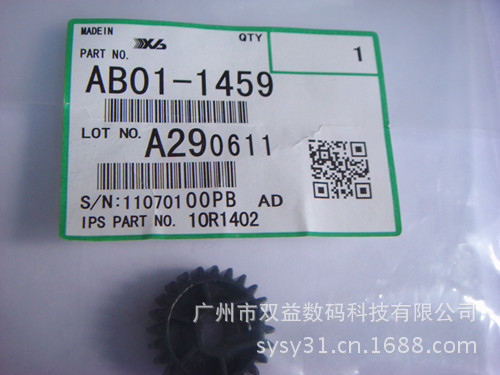 MADEIN
QTY
PART NO.
1
AB01-1459
LOT NO. A290611
S/N:11070100PB AD
IPS PART NO. 10R1402
广州市双益数码科技有限公司
sysy31.cn.1688.com